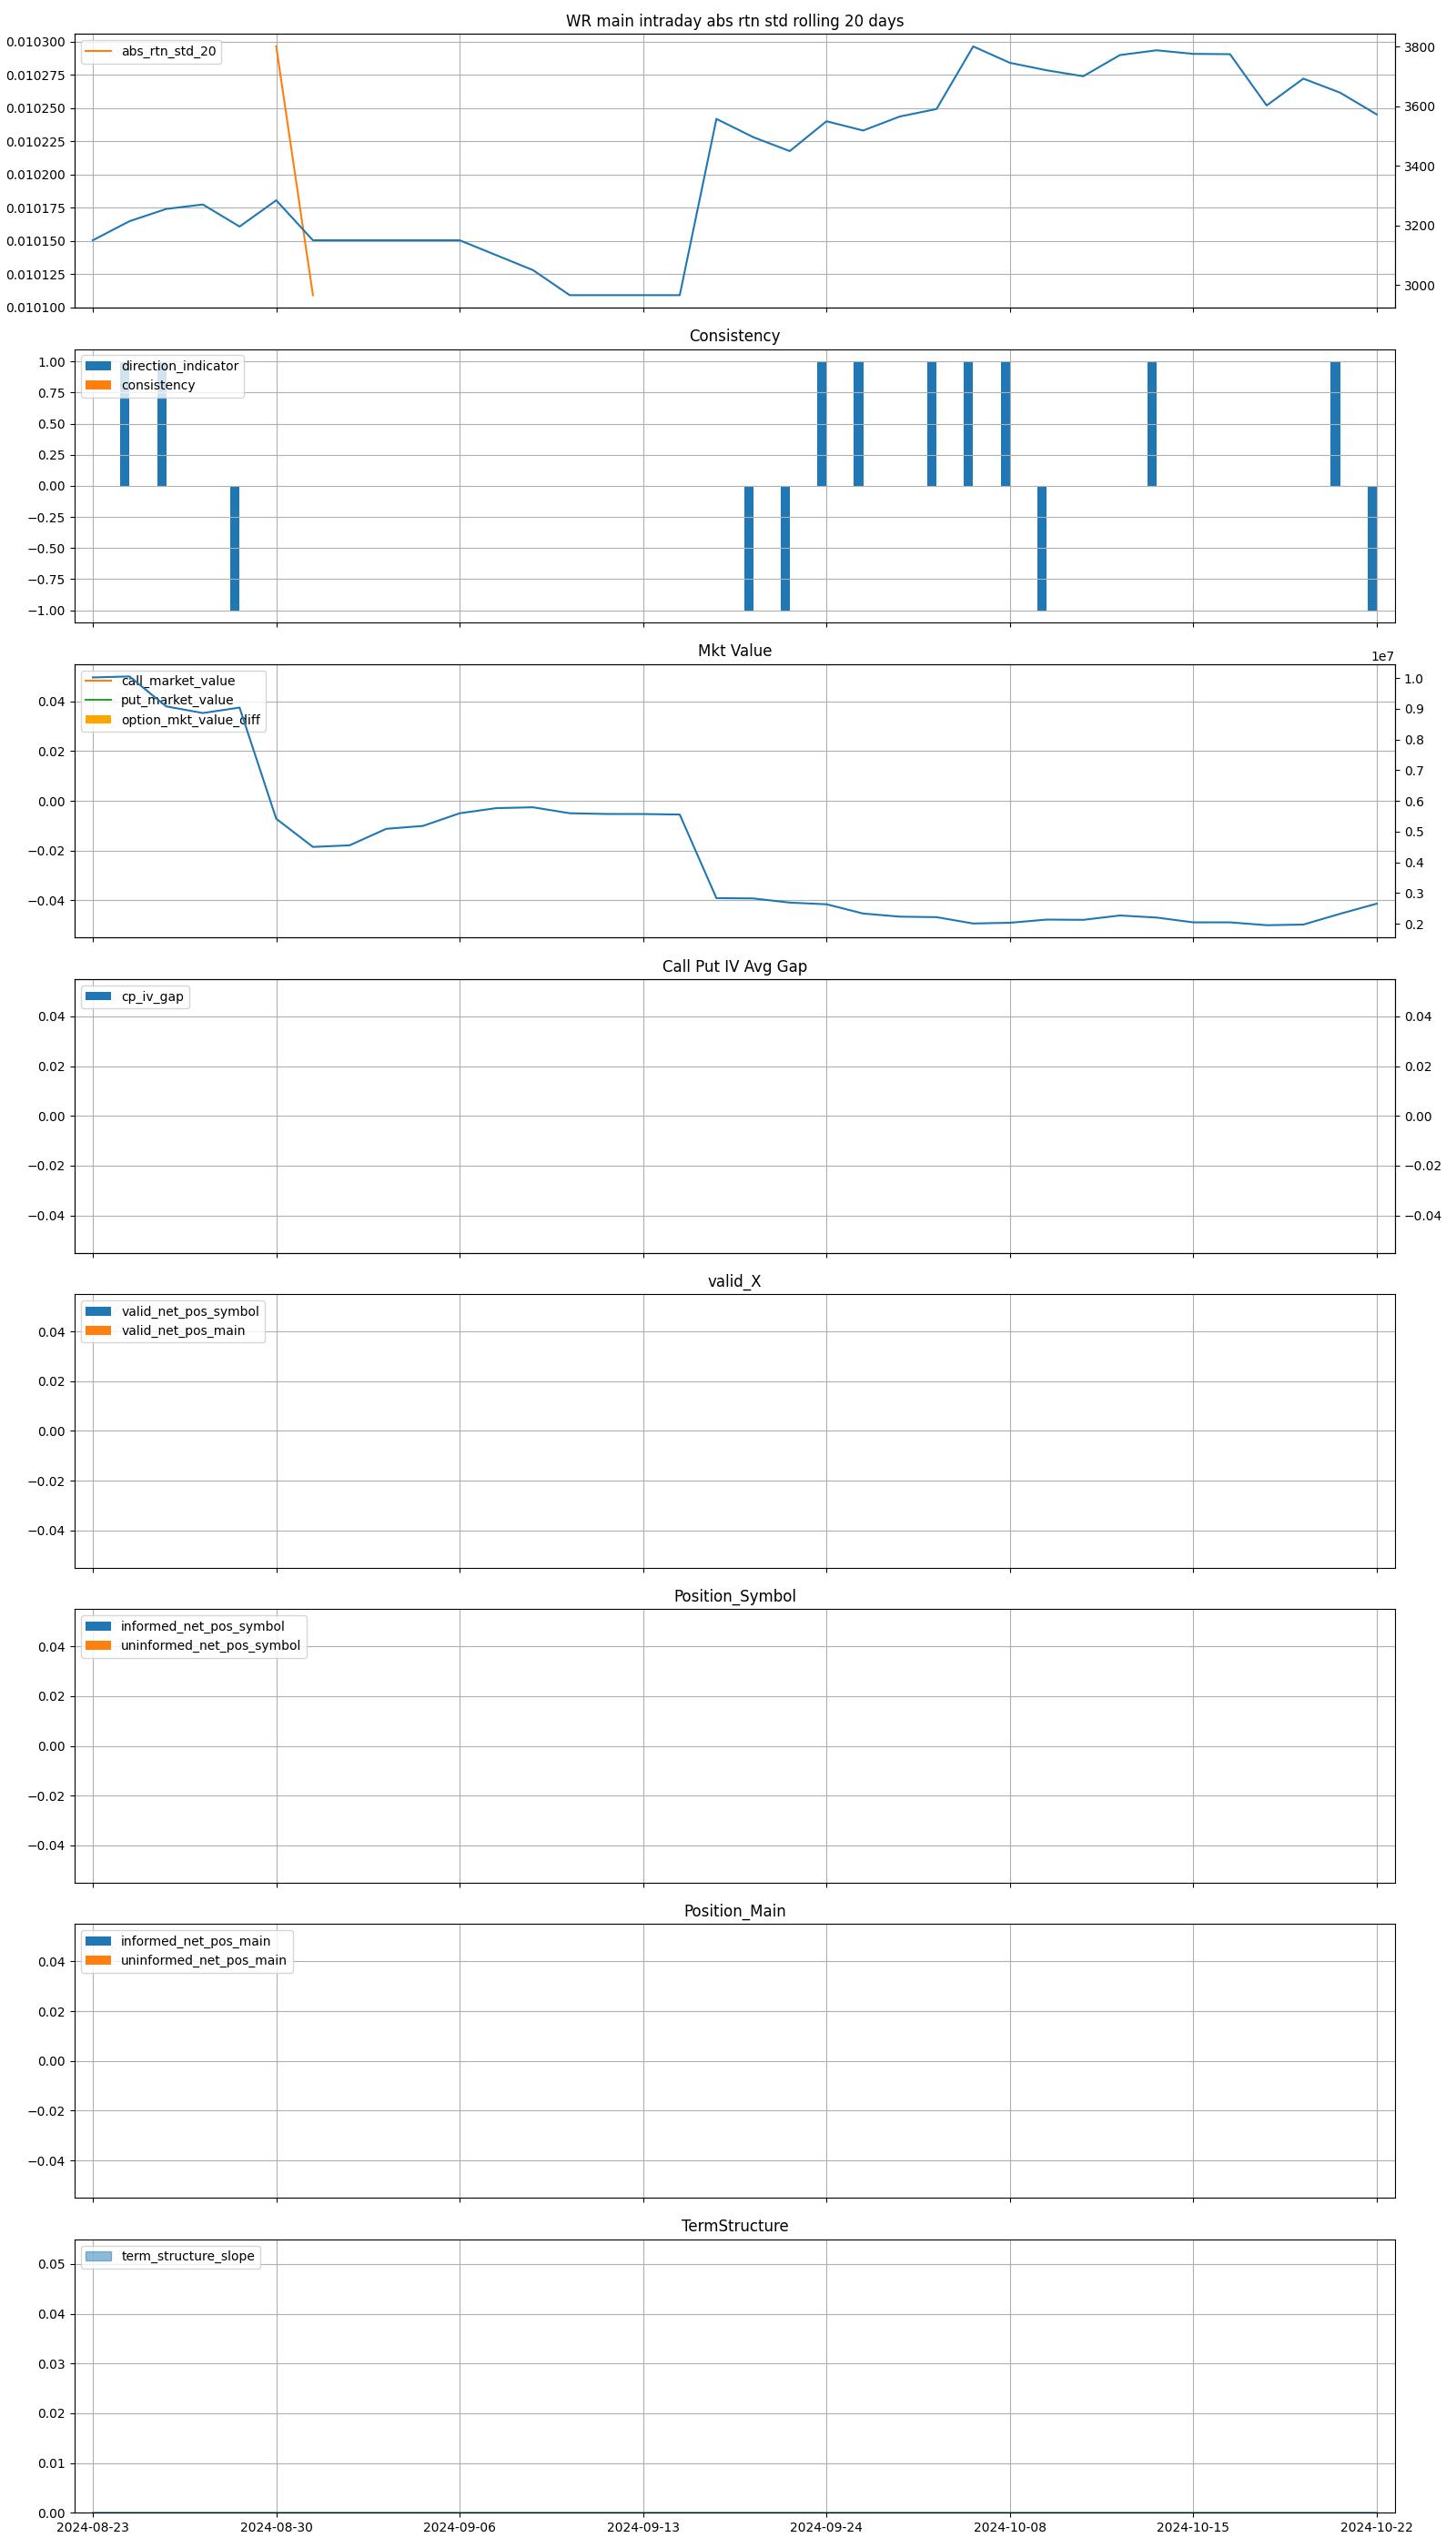 WR main intraday abs rtn std rolling 20 days
abs_rtn_std_20
0.010300
0.010275
0.010250
0.010225
0.010200
0.010175
0.010150
0.010125
0.010100
3800
3600
3400
3200
3000
Consistency
direction_indicator
consistency
1.00
0.75
0.50
0.25
0.00
−0.25
−0.50
−0.75
−1.00
Mkt Value
1e7
call_market_value
put_market_value
option_mkt_value_diff
0.04
0.02
0.00
−0.02
−0.04
1.0
0.9
0.8
0.7
0.6
0.5
0.4
0.3
0.2
Call Put IV Avg Gap
cp_iv_gap
0.04
0.02
0.00
−0.02
−0.04
0.04
0.02
0.00
−0.02
−0.04
valid_X
valid_net_pos_symbol
valid_net_pos_main
0.04
0.02
0.00
−0.02
−0.04
Position_Symbol
informed_net_pos_symbol
uninformed_net_pos_symbol
0.04
0.02
0.00
−0.02
−0.04
Position_Main
informed_net_pos_main
uninformed_net_pos_main
0.04
0.02
0.00
−0.02
−0.04
TermStructure
term_structure_slope
0.05
0.04
0.03
0.02
0.01
0.00
2024-08-23 2024-08-30 2024-09-06 2024-09-13 2024-09-24 2024-10-08 2024-10-15 2024-10-22